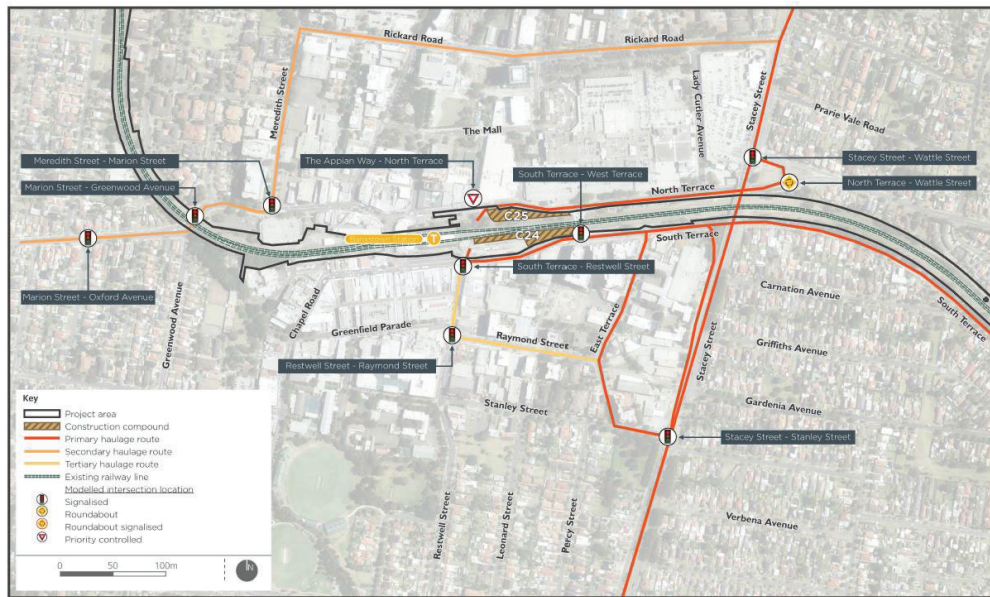 Rickard Road
Rickard Road
Meredith Street
Lady Cutler Avenue
Stacey Street
Prarie Vale Road
The Mall
Meredith Street - Marion Street
The Appian Way - North Terrace
Stacey Street - Wattle Street
Marion Street - Greenwood Avenue
South Terrace - West Terrace
North Terrace
North Terrace - Wattle Street
C25
C24
T
South Terrace
South Terrace - Restwell Street
Marion Street - Oxford Avenue
Greenwood Avenue
Chapel Road
Greenfield Parade
Carnation Avenue
South Terrace
East Terrace
Stacey Street
Raymond Street
Griffiths Avenue
Restwell Street - Raymond Street
Stanley Street
Gardenia Avenue
Stacey Street - Stanley Street
Restwell Street
Leonard Street
Percy Street
Verbena Avenue
Key
Project area
Construction compound
Primary haulage route
Secondary haulage route
Tertiary haulage route
Existing railway line
Modelled intersection location
Signalised
Roundabout
Roundabout signalised
Priority controlled
0 50 100m
N